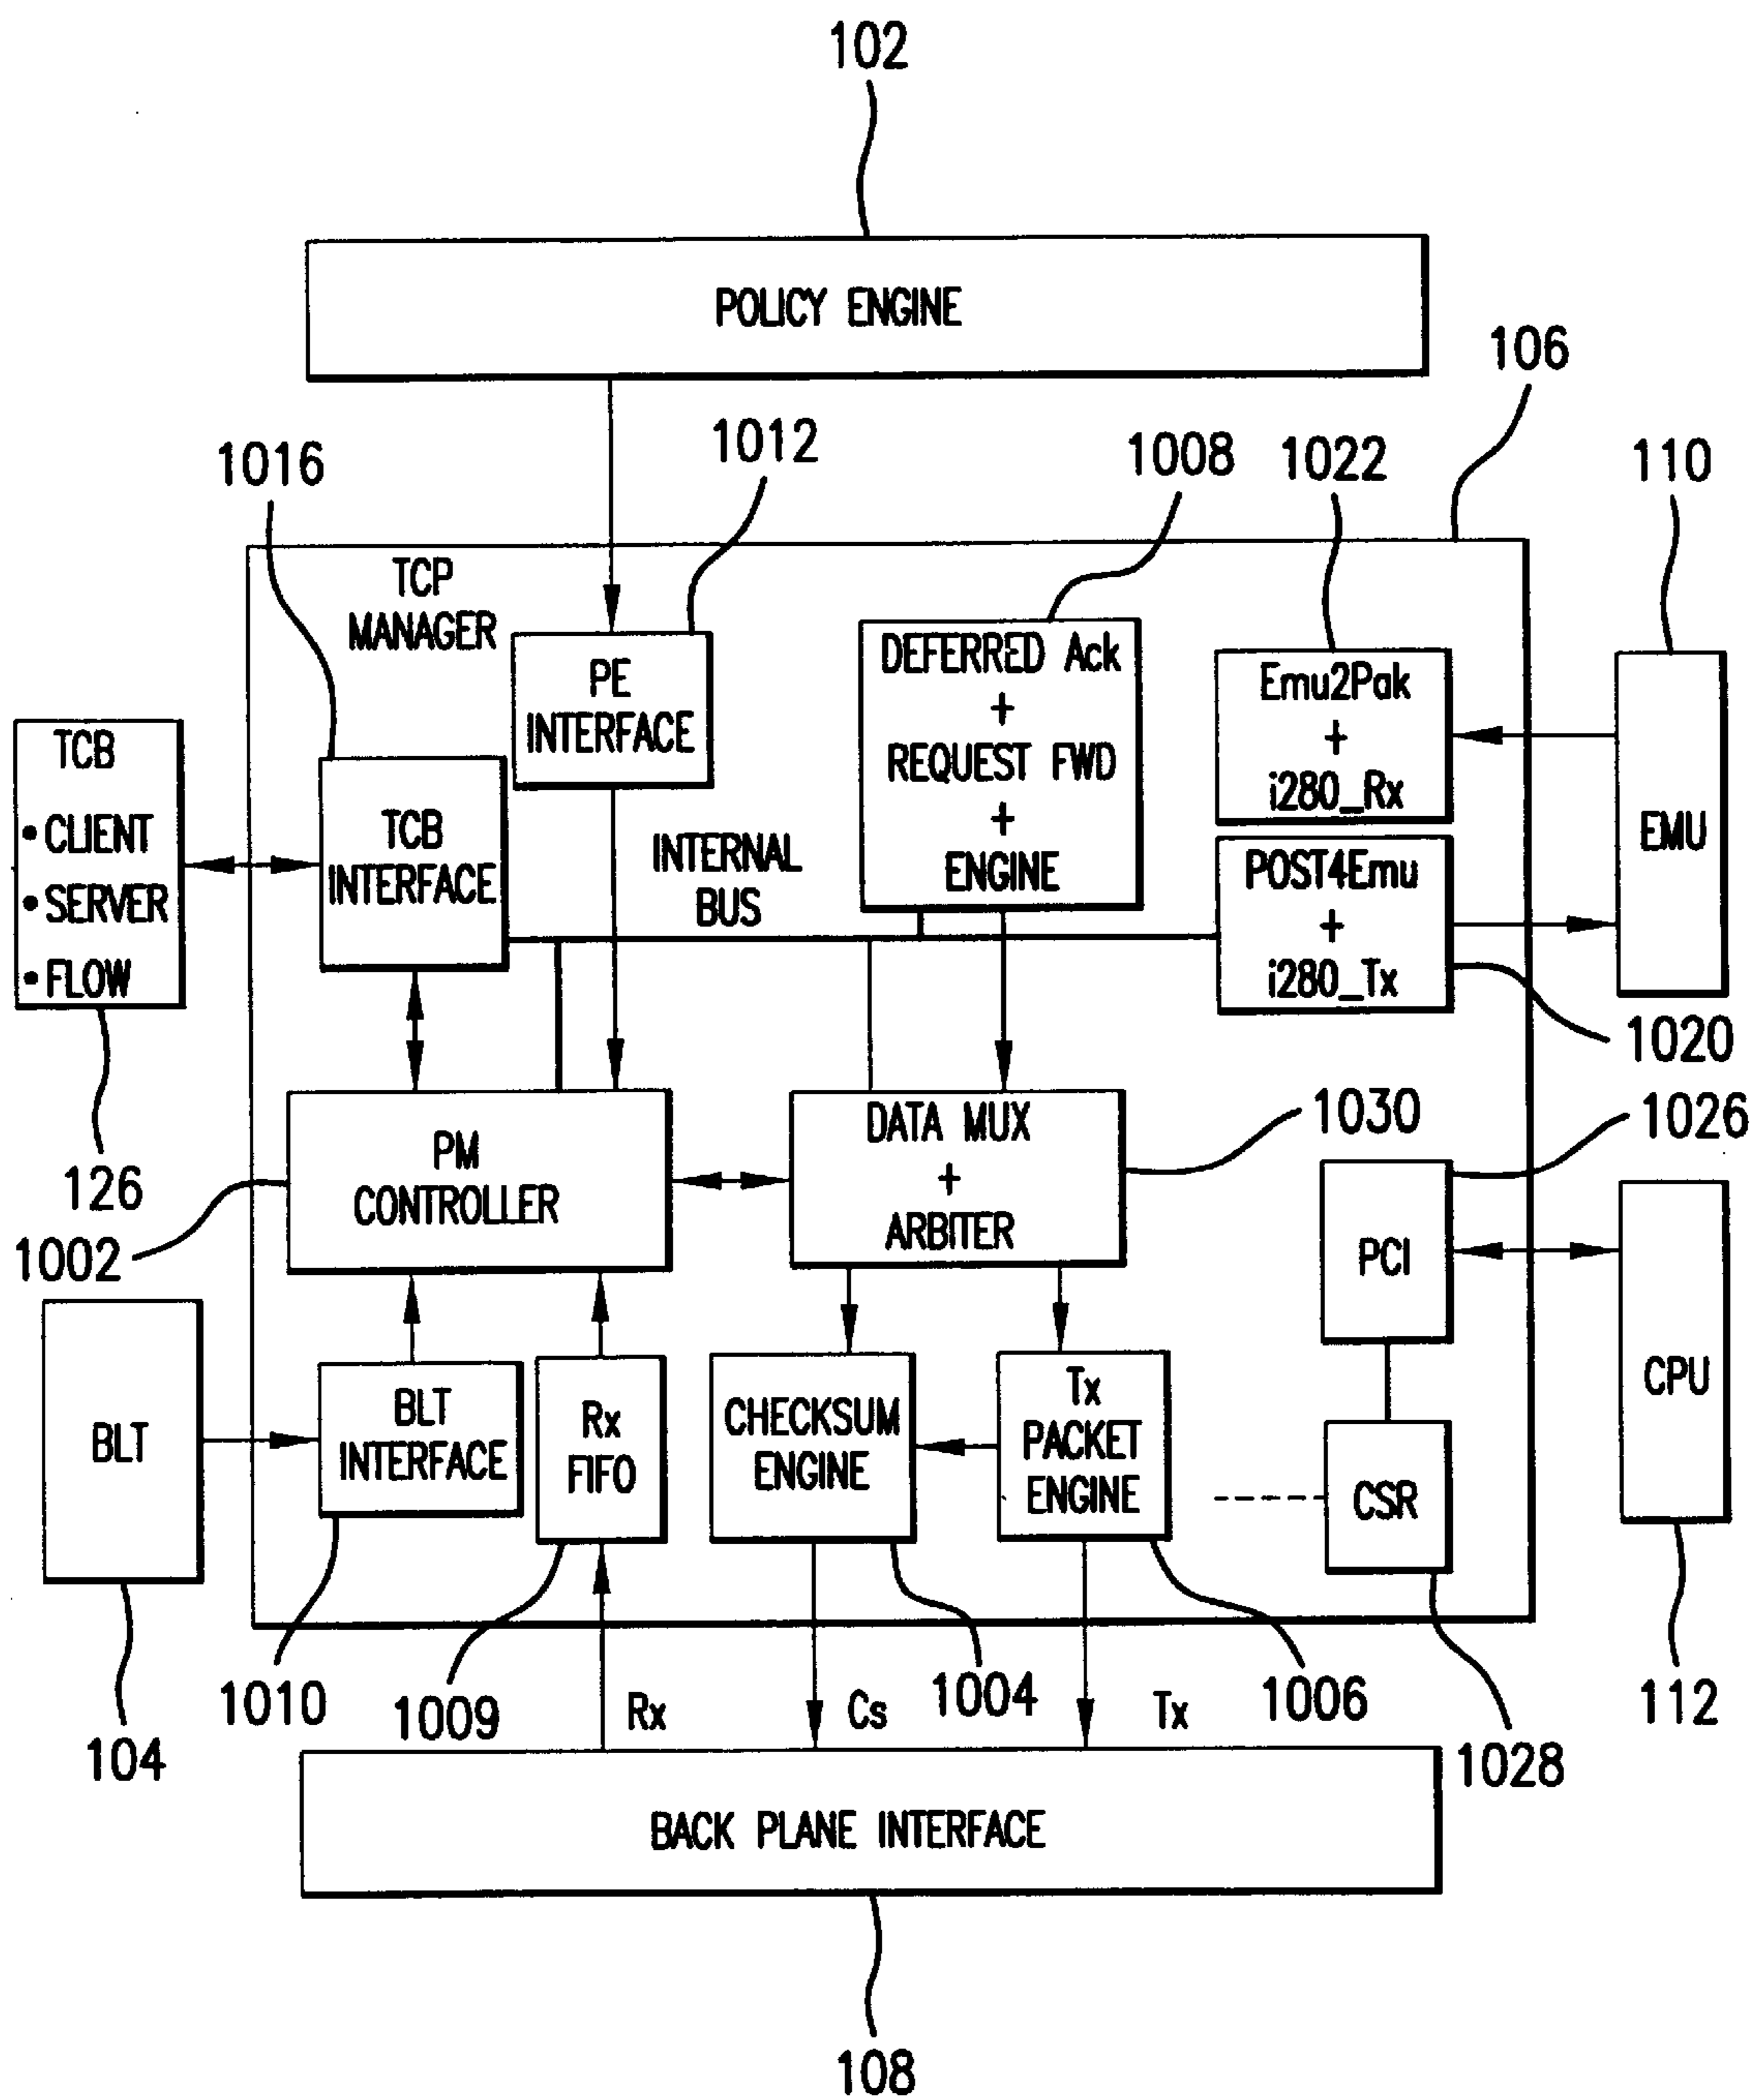 102
POLICY ENGINE
106
1016
1012
1008
1022
110
TCP
MANAGER
PE
INTERFACE
DEFERRED Ack
+
REQUEST FWD
+
ENGINE
Emu2Pak
+
i280_Rx
EMU
TCB
• CLIENT
• SERVER
• FLOW
TCB
INTERFACE
INTERNAL
BUS
POST4Emu
+
i280_Tx
1020
126
1002
PM
CONTROLLER
DATA MUX
+
ARBITER
1030
1026
PCI
CPU
BLT
BLT
INTERFACE
Rx
FIFO
CHECKSUM
ENGINE
Tx
PACKET
ENGINE
CSR
104
1010
1009
Rx
Cs
1004
Tx
1006
1028
112
BACK PLANE INTERFACE
108